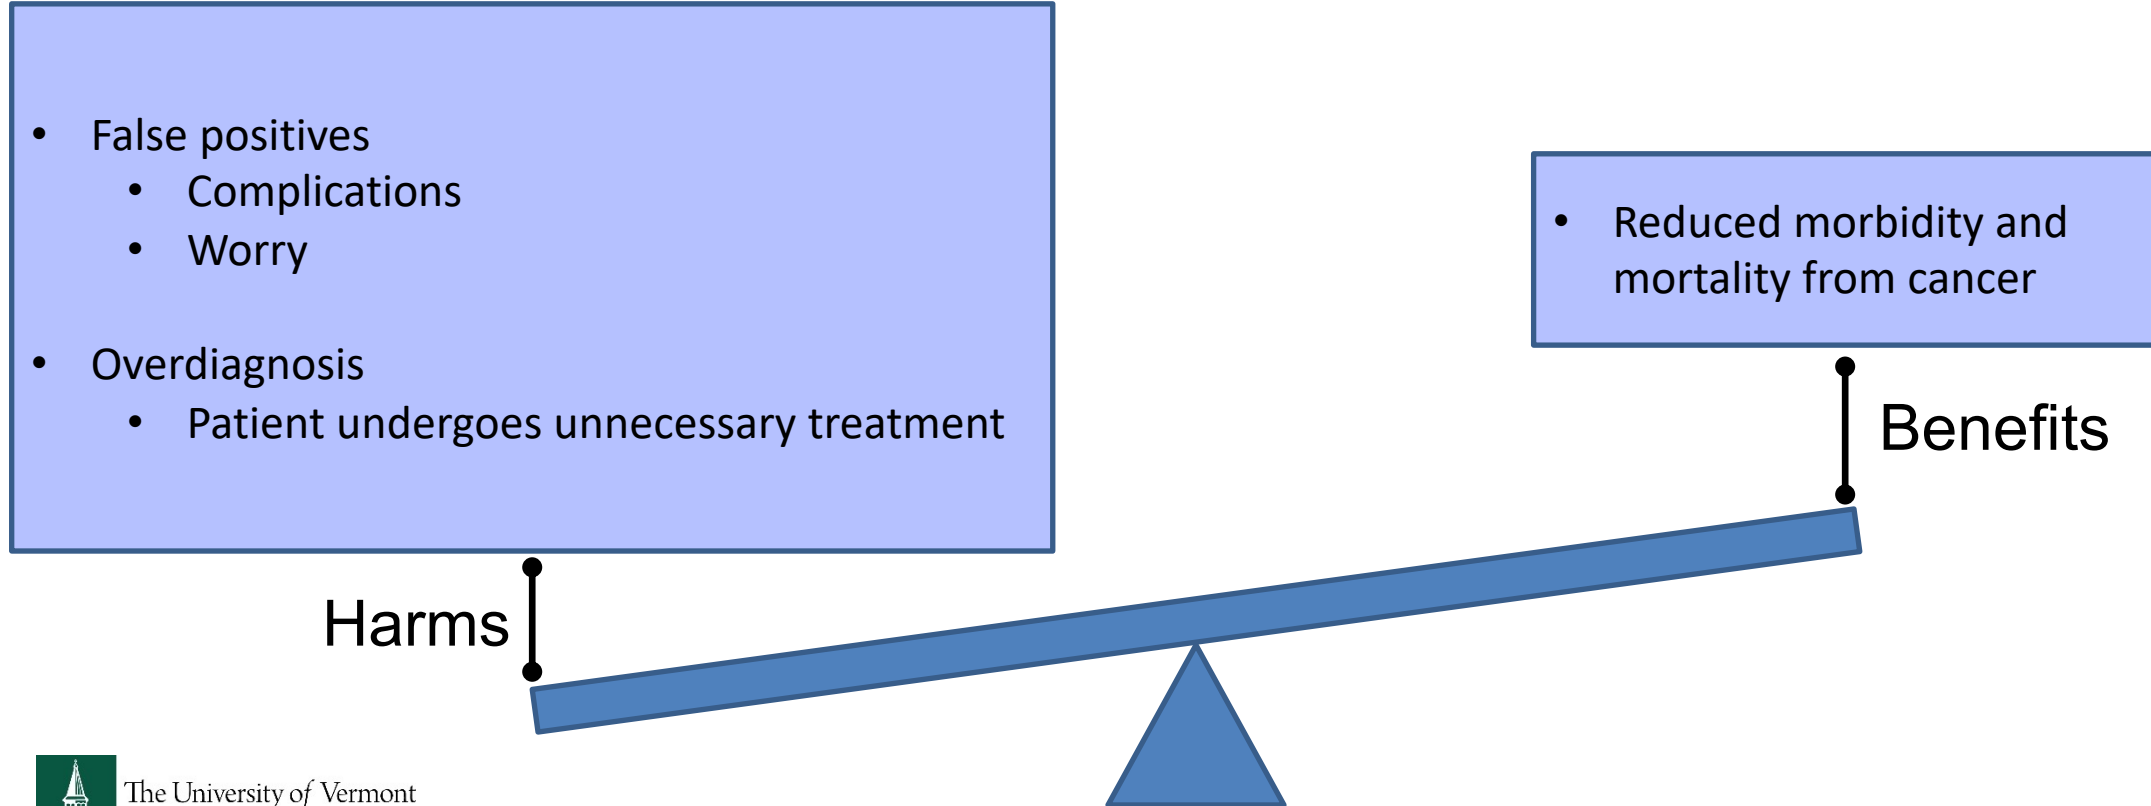 • False positives
• Complications
• Worry
• Overdiagnosis
• Patient undergoes unnecessary treatment
Harms
• Reduced morbidity and
mortality from cancer
Benefits
The University of Vermont